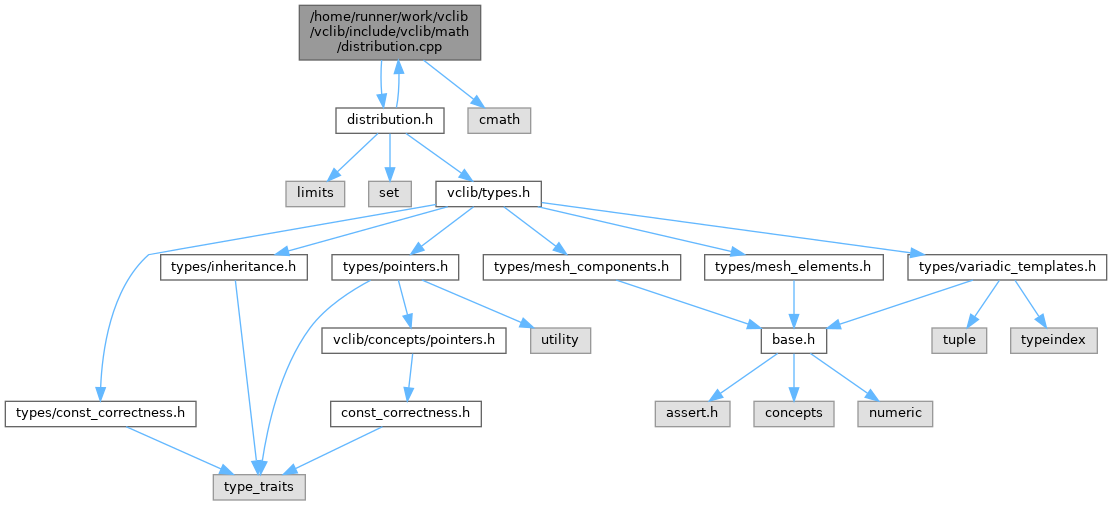 /home/runner/work/vclib
/vclib/include/vclib/math
/distribution.cpp
distribution.h
cmath
limits
set
vclib/types.h
types/inheritance.h
types/pointers.h
types/mesh_components.h
types/mesh_elements.h
types/variadic_templates.h
vclib/concepts/pointers.h
utility
base.h
tuple
typeindex
types/const_correctness.h
const_correctness.h
assert.h
concepts
numeric
type_traits